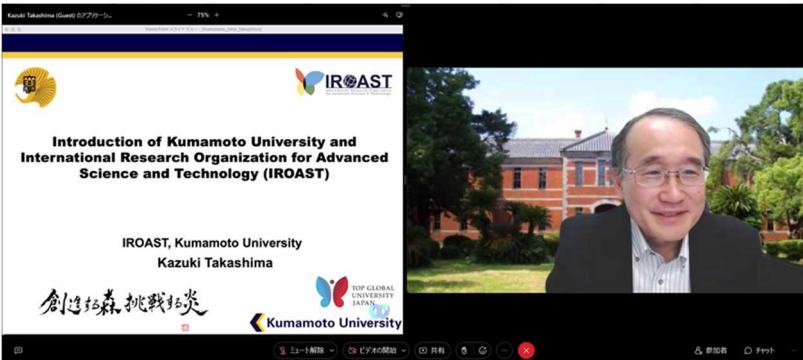 Kazuki Takashima (Guest) のアプリケーシ...
75%
IROAST
Introduction of Kumamoto University and
International Research Organization for Advanced
Science and Technology (IROAST)
IROAST, Kumamoto University
Kazuki Takashima
創造する森 挑戦する炎
TOP GLOBAL
UNIVERSITY
JAPAN
Kumamoto University
ミュート解除
ビデオの開始
共有
参加者
チャット